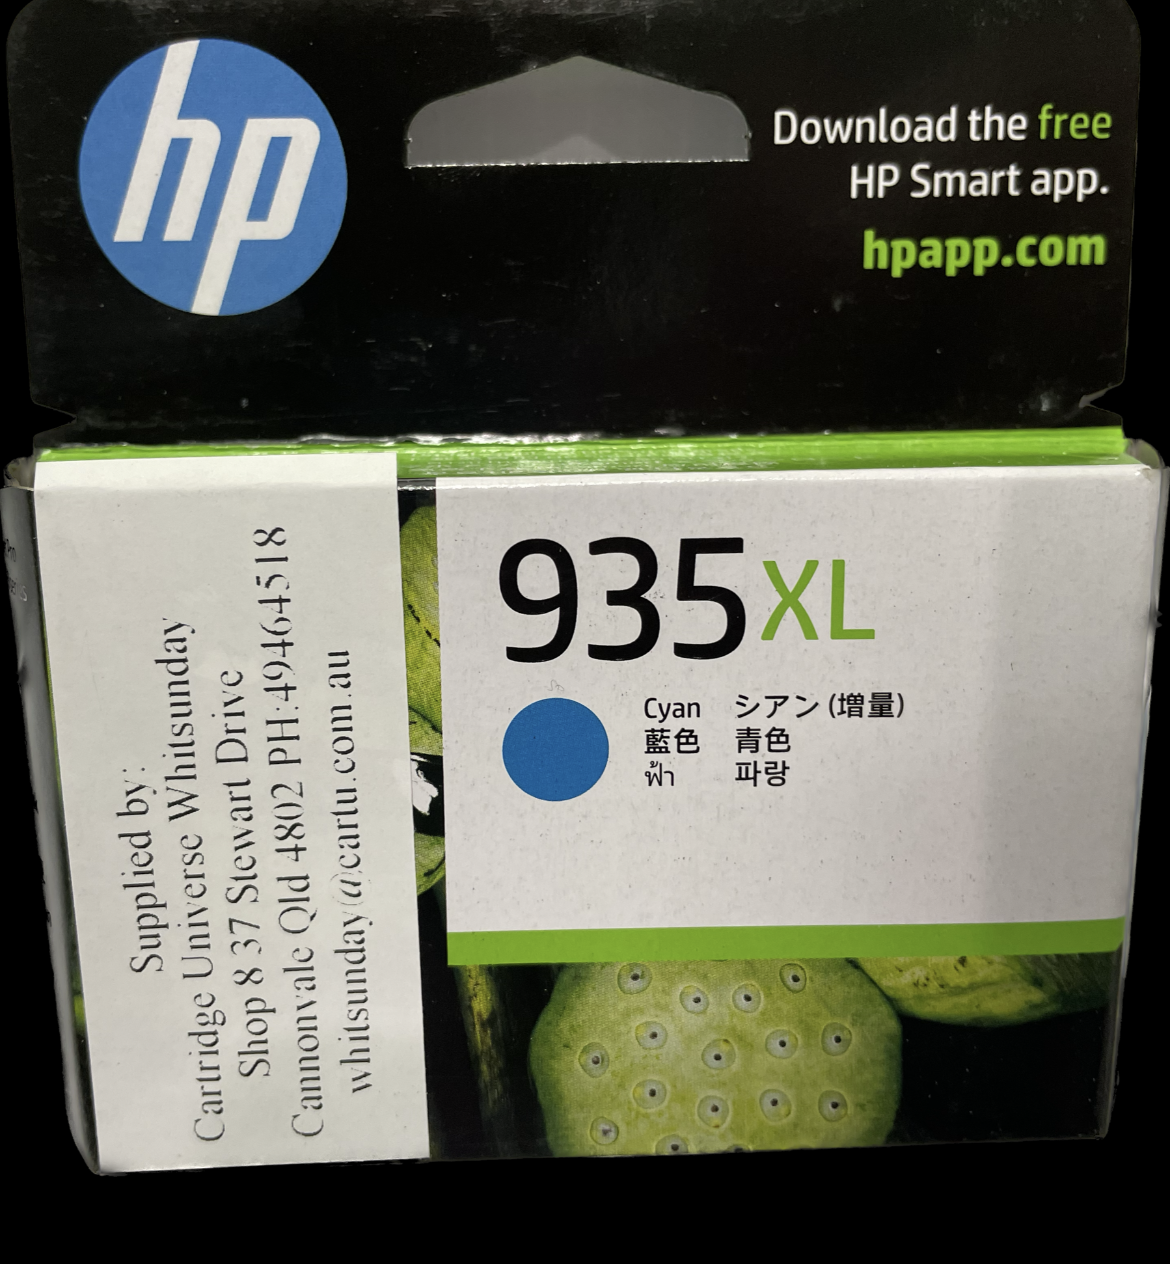 hp
Download the free
HP Smart app.
hpapp.com
935XL
Cyan シアン (増量)
藍色 青色
ฟ้า 파랑
Supplied by:
Cartridge Universe Whitsunday
Shop 8 37 Stewart Drive
Cannonvale Qld 4802 PH:49464518
whitsunday@cartu.com.au